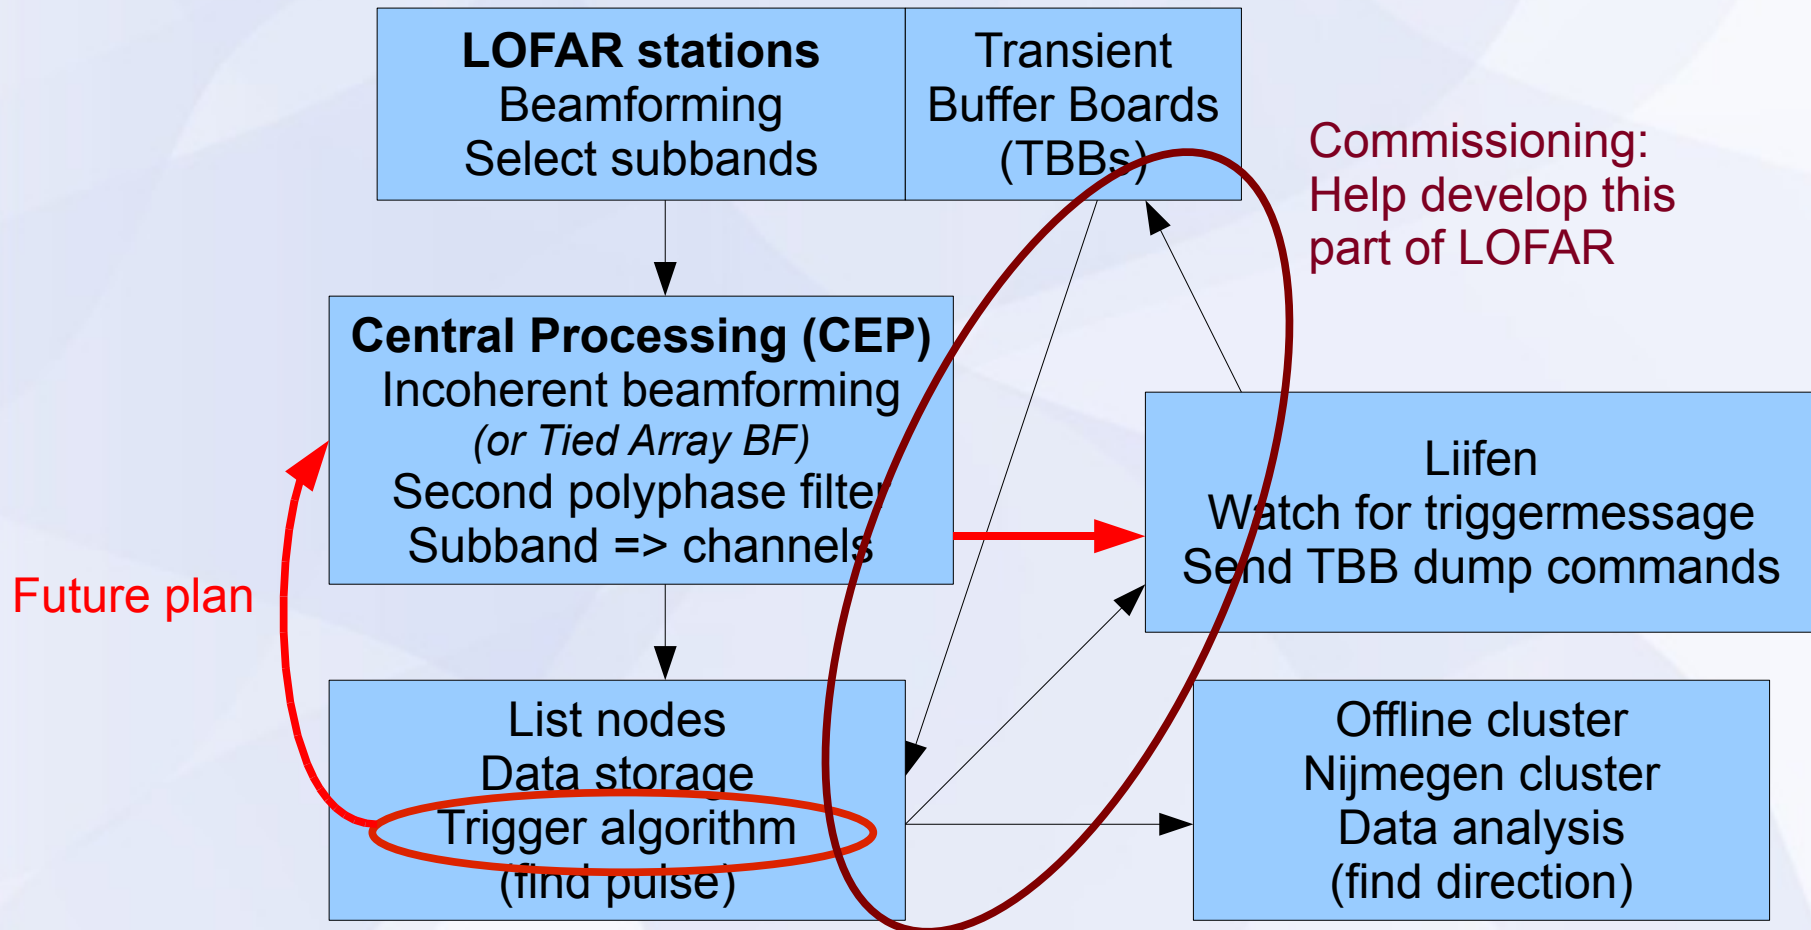 LOFAR stations
Beamforming
Select subbands
Transient
Buffer Boards
(TBBs)
Commissioning:
Help develop this
part of LOFAR
Central Processing (CEP)
Incoherent beamforming
(or Tied Array BF)
Second polyphase filter
Subband => channels
Liifen
Watch for triggermessage
Send TBB dump commands
Future plan
List nodes
Data storage
Trigger algorithm
(find pulse)
Offline cluster
Nijmegen cluster
Data analysis
(find direction)